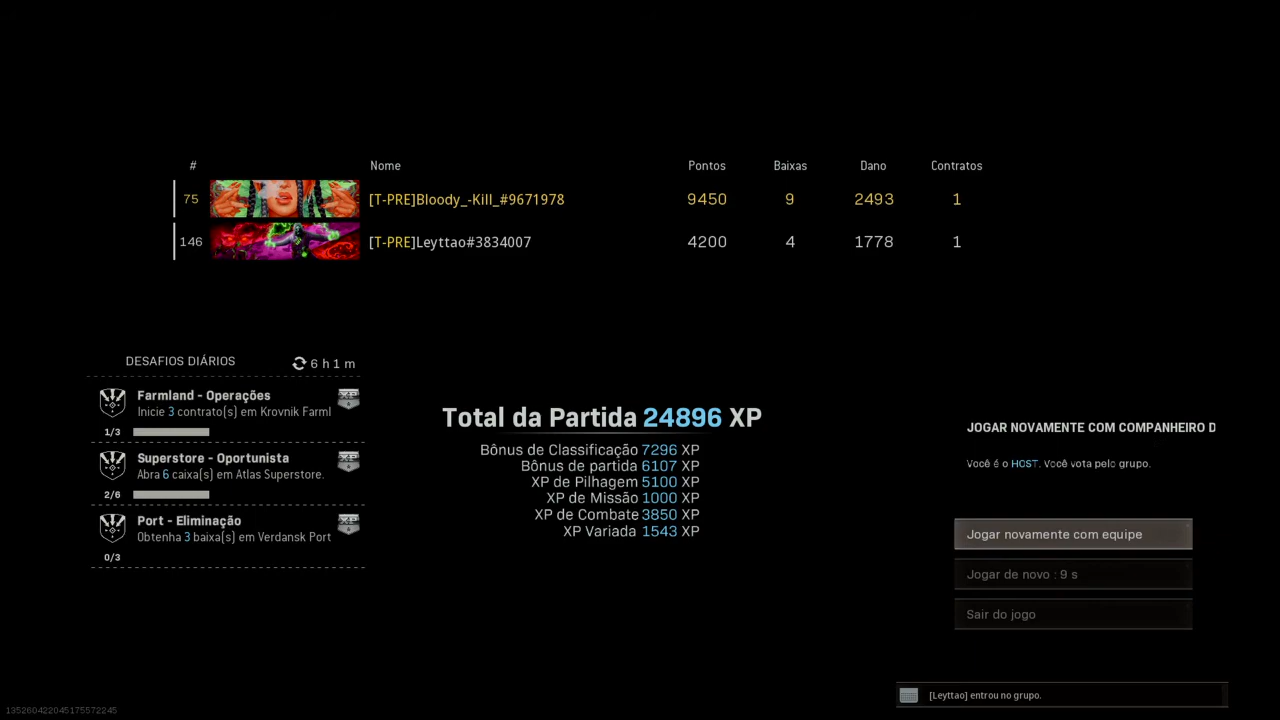 # Nome Pontos Baixas Dano Contratos
75 [T-PRE]Bloody_-Kill_#9671978 9450 9 2493 1
146 [T-PRE]Leyttao#3834007 4200 4 1778 1
DESAFIOS DIÁRIOS 6 h 1 m
Farmland - Operações
Inicie 3 contrato(s) em Krovnik Farml
1/3
Superstore - Oportunista
Abra 6 caixa(s) em Atlas Superstore.
2/6
Port - Eliminação
Obtenha 3 baixa(s) em Verdansk Port
0/3
Total da Partida 24896 XP
Bônus de Classificação 7296 XP
Bônus de partida 6107 XP
XP de Pilhagem 5100 XP
XP de Missão 1000 XP
XP de Combate 3850 XP
XP Variada 1543 XP
JOGAR NOVAMENTE COM COMPANHEIRO D
Você é o HOST. Você vota pelo grupo.
Jogar novamente com equipe
Jogar de novo : 9 s
Sair do jogo
[Leyttao] entrou no grupo.
135260422045175572245